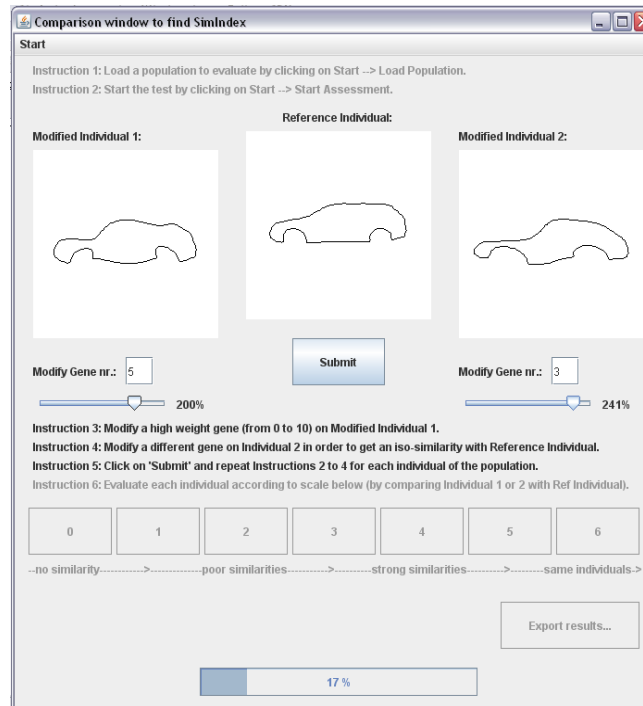 Comparison window to find SimIndex
Start
Instruction 1: Load a population to evaluate by clicking on Start --> Load Population.
Instruction 2: Start the test by clicking on Start --> Start Assessment.
Reference Individual:
Modified Individual 1:
Modified Individual 2:
Modify Gene nr.: 5
Submit
Modify Gene nr.: 3
200%
241%
Instruction 3: Modify a high weight gene (from 0 to 10) on Modified Individual 1.
Instruction 4: Modify a different gene on Individual 2 in order to get an iso-similarity with Reference Individual.
Instruction 5: Click on 'Submit' and repeat Instructions 2 to 4 for each individual of the population.
Instruction 6: Evaluate each individual according to scale below (by comparing Individual 1 or 2 with Ref Individual).
0 1 2 3 4 5 6
--no similarity-----------&gt;-------------poor similarities-----------&gt;---------strong similarities---------&gt;--------same individuals-&gt;
Export results...
17 %